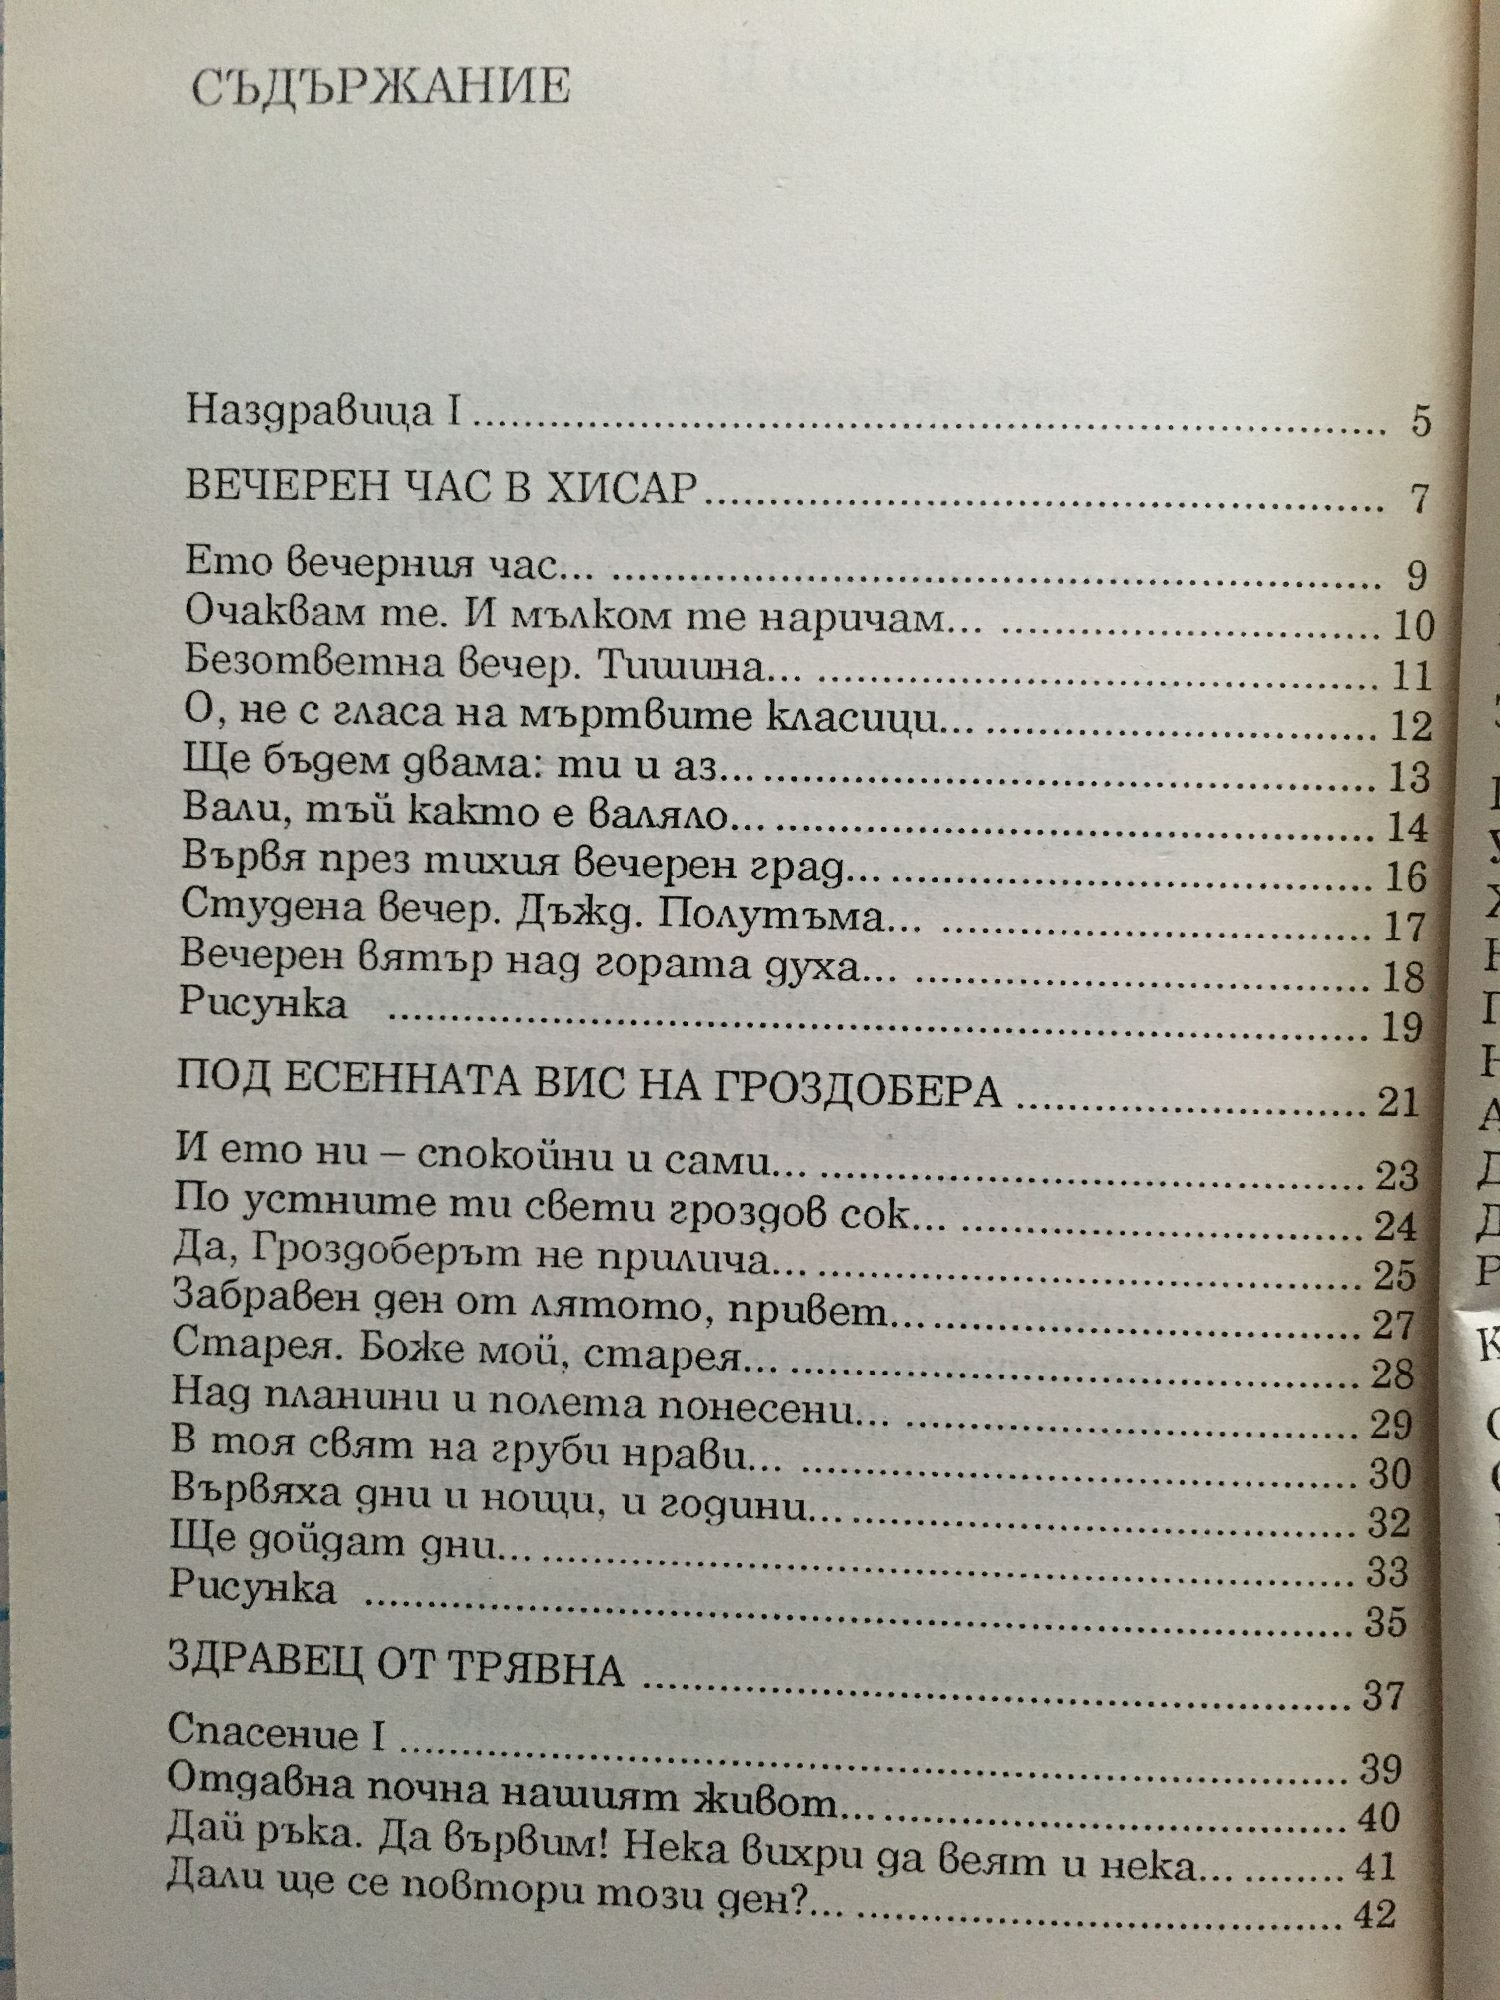 СЪДЪРЖАНИЕ
Наздравица I ........ 5
ВЕЧЕРЕН ЧАС В ХИСАР ........ 7
Ето вечерния час... ........ 9
Очаквам те. И мълком те наричам... ........ 10
Безответна вечер. Тишина... ........ 11
О, не с гласа на мъртвите класици... ........ 12
Ще бъдем двама: ти и аз... ........ 13
Вали, тъй както е валяло... ........ 14
Вървя през тихия вечерен град... ........ 16
Студена вечер. Дъжд. Полутъма... ........ 17
Вечерен вятър над гората духа... ........ 18
Рисунка ........ 19
ПОД ЕСЕННАТА ВИС НА ГРОЗДОБЕРА ........ 21
И ето ни – спокойни и сами... ........ 23
По устните ти свети гроздов сок... ........ 24
Да, Гроздоберът не прилича... ........ 25
Забравен ден от лятото, привет... ........ 27
Старея. Боже мой, старея... ........ 28
Над планини и полета понесени... ........ 29
В тоя свят на груби нрави... ........ 30
Вървяха дни и нощи, и години... ........ 32
Ще дойдат дни... ........ 33
Рисунка ........ 35
ЗДРАВЕЦ ОТ ТРЯВНА ........ 37
Спасение I ........ 39
Отдавна почна нашият живот... ........ 40
Дай ръка. Да вървим! Нека вихри да веят и нека... ........ 41
Дали ще се повтори този ден?... ........ 42